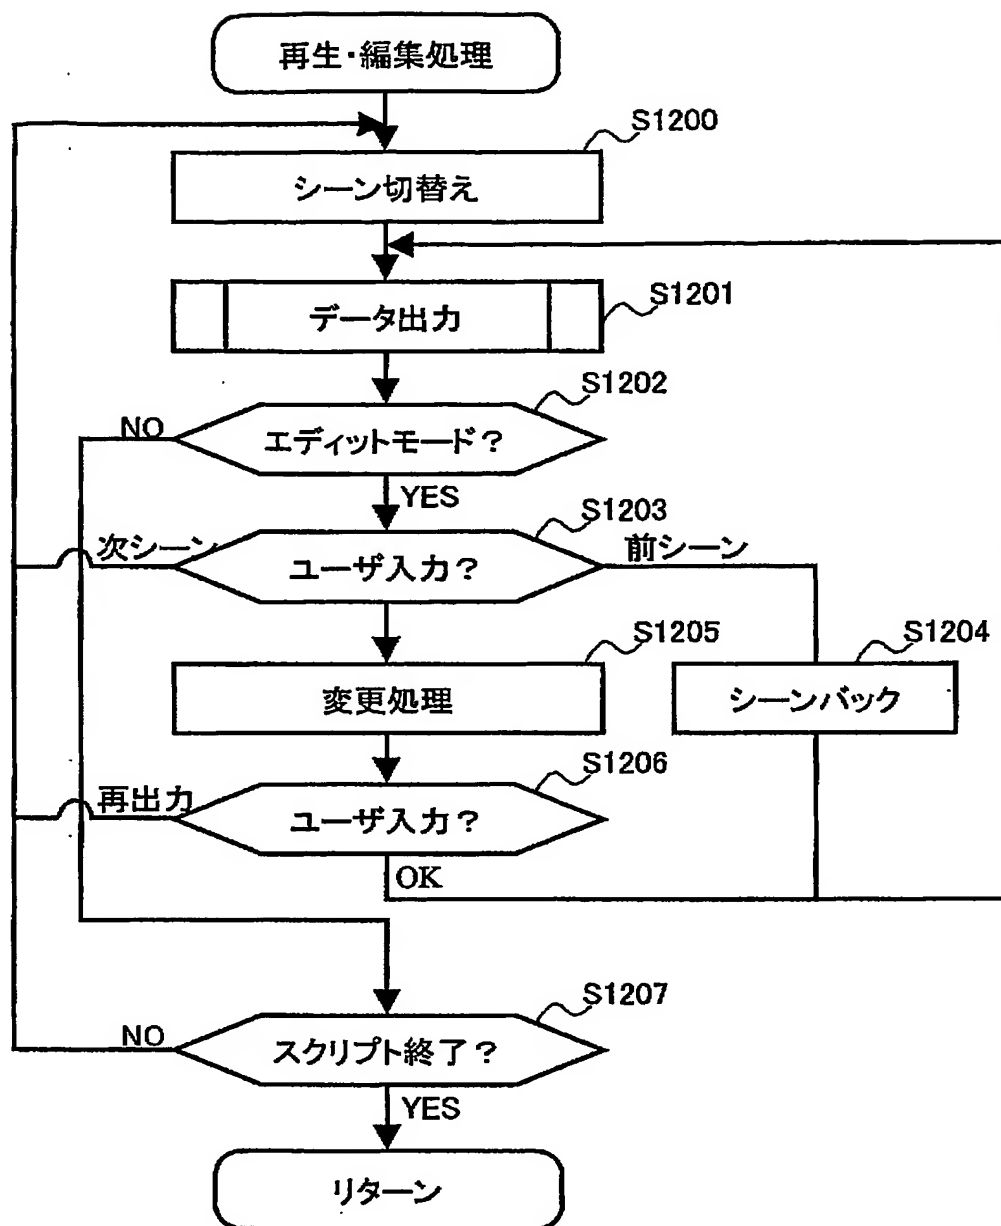 再生・編集処理
S1200
シーン切替え
S1201
データ出力
S1202
NO
エディットモード?
YES
S1203
次シーン
ユーザ入力?
前シーン
S1205
S1204
変更処理
シーンバック
S1206
再出力
ユーザ入力?
OK
S1207
NO
スクリプト終了?
YES
リターン